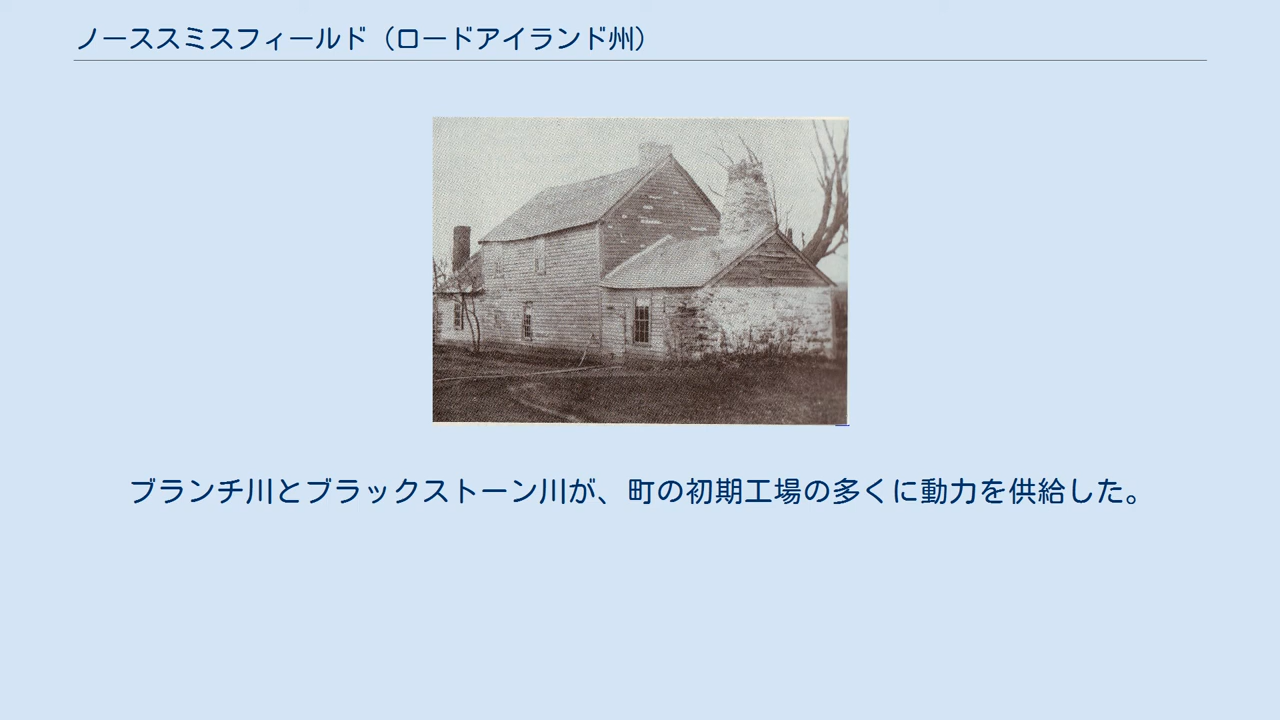 ノーススミスフィールド（ロードアイランド州）
ブランチ川とブラックストーン川が、町の初期工場の多くに動力を供給した。